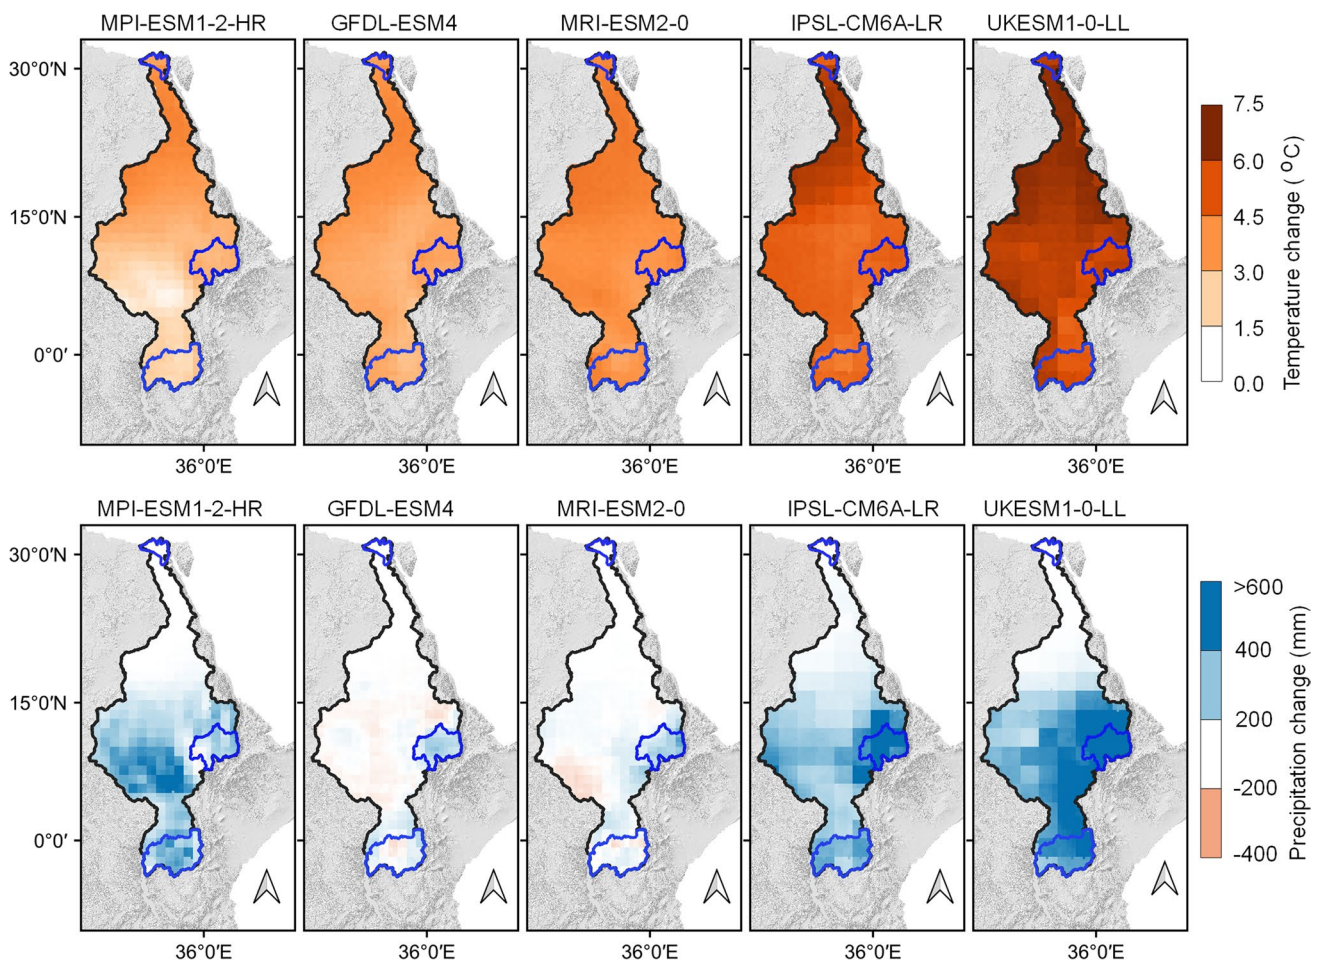 MPI-ESM1-2-HR GFDL-ESM4 MRI-ESM2-0 IPSL-CM6A-LR UKESM1-0-LL
30°0′N
15°0′N
0°0′
36°0′E 36°0′E 36°0′E 36°0′E 36°0′E
7.5
6.0
4.5
3.0
1.5
0.0
Temperature change (°C)
MPI-ESM1-2-HR GFDL-ESM4 MRI-ESM2-0 IPSL-CM6A-LR UKESM1-0-LL
30°0′N
15°0′N
0°0′
36°0′E 36°0′E 36°0′E 36°0′E 36°0′E
>600
400
200
-200
-400
Precipitation change (mm)